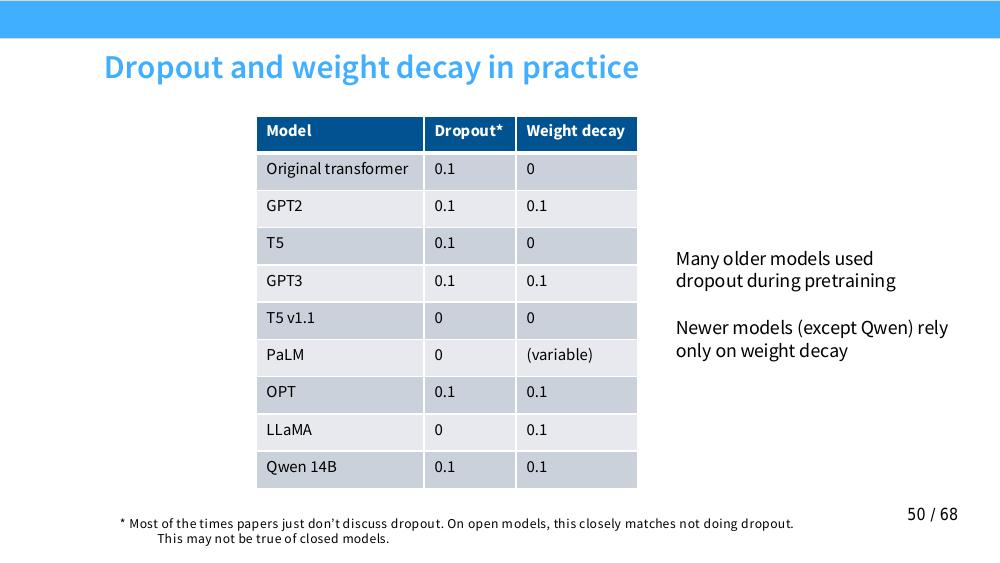 Dropout and weight decay in practice
Model Dropout* Weight decay
Original transformer 0.1 0
GPT2 0.1 0.1
T5 0.1 0
GPT3 0.1 0.1
T5 v1.1 0 0
PaLM 0 (variable)
OPT 0.1 0.1
LLaMA 0 0.1
Qwen 14B 0.1 0.1
Many older models used
dropout during pretraining
Newer models (except Qwen) rely
only on weight decay
* Most of the times papers just don’t discuss dropout. On open models, this closely matches not doing dropout.
This may not be true of closed models.
50 / 68